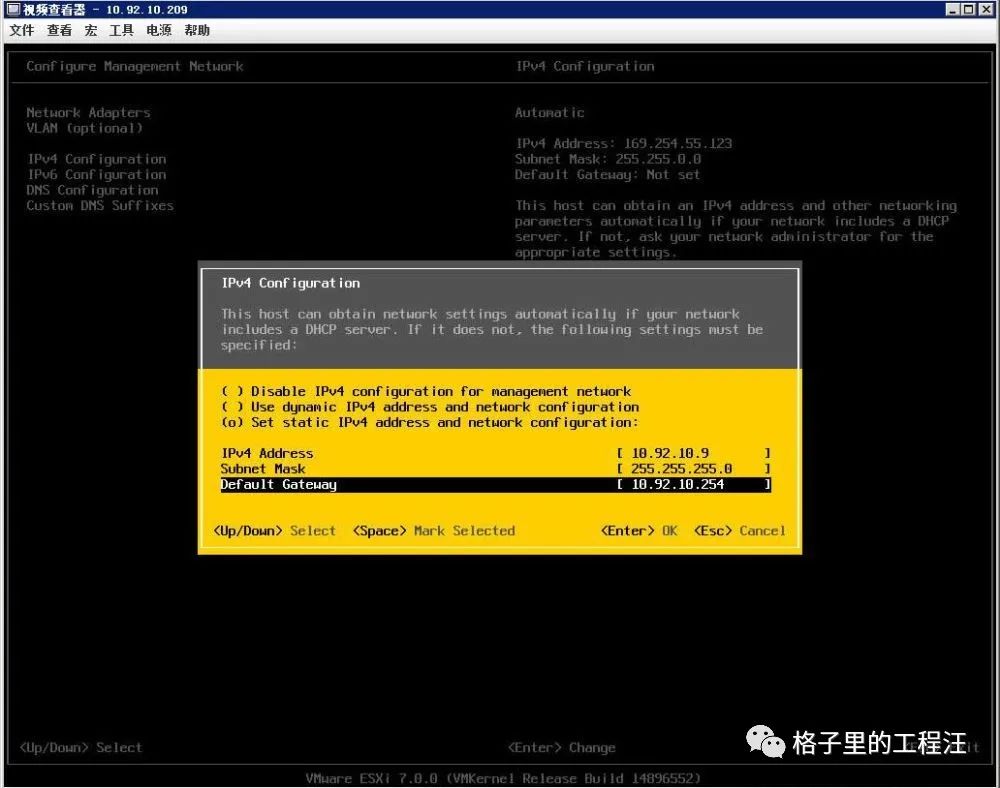 视频查看器 - 10.92.10.209
文件 查看 宏 工具 电源 帮助
Configure Management Network
IPv4 Configuration
Network Adapters
VLAN (optional)
IPv4 Configuration
IPv6 Configuration
DNS Configuration
Custom DNS Suffixes
Automatic
IPv4 Address: 169.254.55.123
Subnet Mask: 255.255.0.0
Default Gateway: Not set
This host can obtain an IPv4 address and other networking
parameters automatically if your network includes a DHCP
server. If not, ask your network administrator for the
appropriate settings.
IPv4 Configuration
This host can obtain network settings automatically if your network
includes a DHCP server. If it does not, the following settings must be
specified:
( ) Disable IPv4 configuration for management network
( ) Use dynamic IPv4 address and network configuration
(o) Set static IPv4 address and network configuration:
IPv4 Address [ 10.92.10.9 ]
Subnet Mask [ 255.255.255.0 ]
Default Gateway [ 10.92.10.254 ]
<Up/Down> Select <Space> Mark Selected <Enter> OK <Esc> Cancel
<Up/Down> Select <Enter> Change
格子里的工程汪
VMware ESXi 7.0.0 (VMKernel Release Build 14896552)